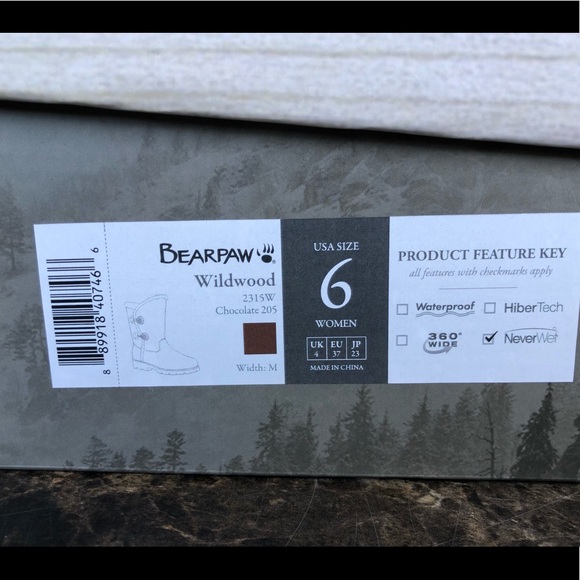 8 89918 40746 6
BEARPAW
Wildwood
2315W
Chocolate 205
Width: M
USA SIZE
6
WOMEN
UK EU JP
4 37 23
MADE IN CHINA
PRODUCT FEATURE KEY
all features with checkmarks apply
Waterproof HiberTech
360° WIDE NeverWet